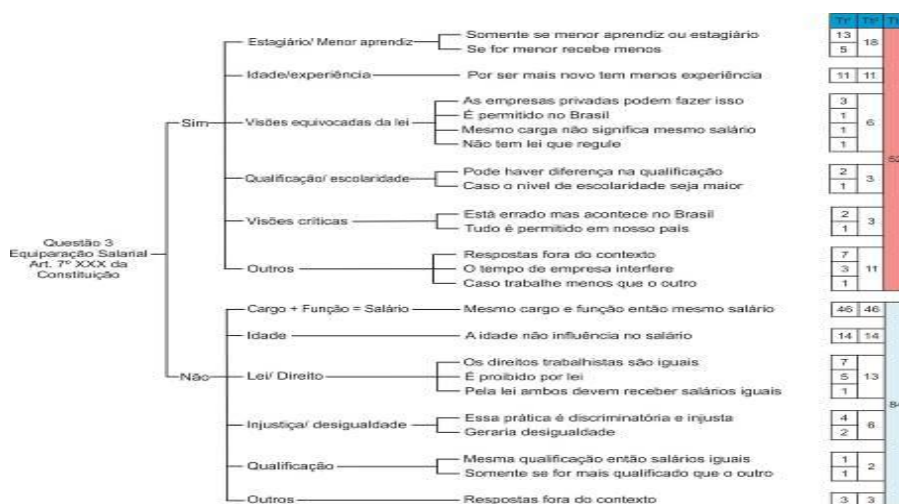 Tr¹ Tr²
Estagiário/ Menor aprendiz
Somente se menor aprendiz ou estagiário 13
Se for menor recebe menos 5
18
Idade/experiência Por ser mais novo tem menos experiência 11 11
Sim
Visões equivocadas da lei
As empresas privadas podem fazer isso 3
É permitido no Brasil 1
Mesmo carga não significa mesmo salário 1
Não tem lei que regule 1
6
52
Qualificação/ escolaridade
Pode haver diferença na qualificação 2
Caso o nível de escolaridade seja maior 1
3
Visões críticas
Está errado mas acontece no Brasil 2
Tudo é permitido em nosso país 1
3
Questão 3
Equiparação Salarial
Art. 7º XXX da
Constituição
Outros
Respostas fora do contexto 7
O tempo de empresa interfere 3
Caso trabalhe menos que o outro 1
11
Cargo + Função = Salário Mesmo cargo e função então mesmo salário 46 46
Idade A idade não influência no salário 14 14
Não
Lei/ Direito
Os direitos trabalhistas são iguais 7
É proibido por lei 5
Pela lei ambos devem receber salários iguais 1
13
84
Injustiça/ desigualdade
Essa prática é discriminatória e injusta 4
Geraria desigualdade 2
6
Qualificação
Mesma qualificação então salários iguais 1
Somente se for mais qualificado que o outro 1
2
Outros Respostas fora do contexto 3 3